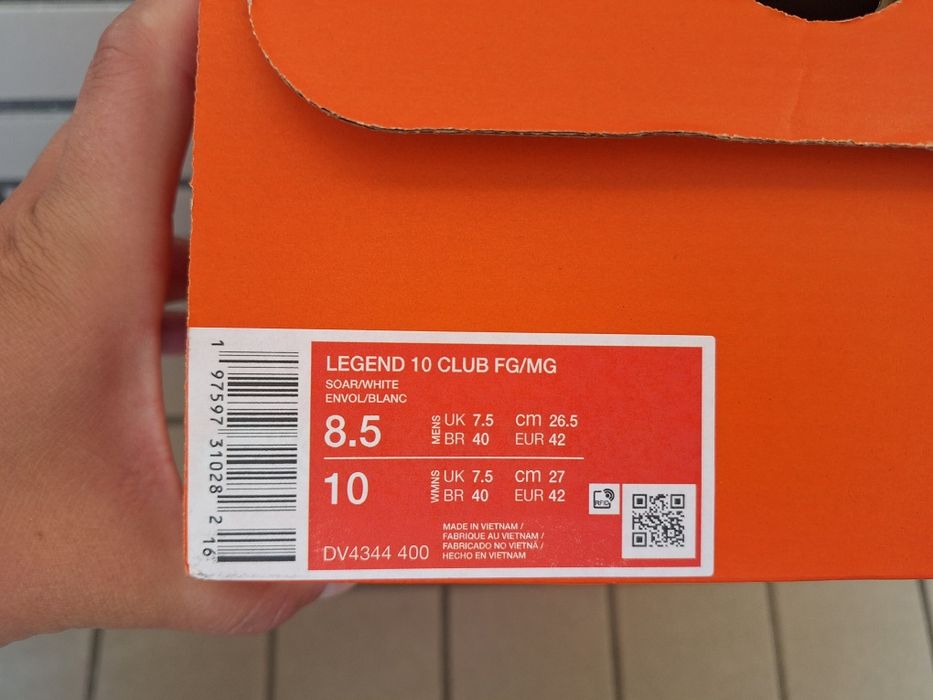 LEGEND 10 CLUB FG/MG
SOAR/WHITE
ENVOL/BLANC
8.5 MENS UK 7.5 cm 26.5
BR 40 EUR 42
10 WMNS UK 7.5 cm 27
BR 40 EUR 42
RFID
MADE IN VIETNAM /
FABRIQUE AU VIETNAM /
FABRICADO NO VIETNÃ /
HECHO EN VIETNAM
DV4344 400
1 97597 31028 2 16